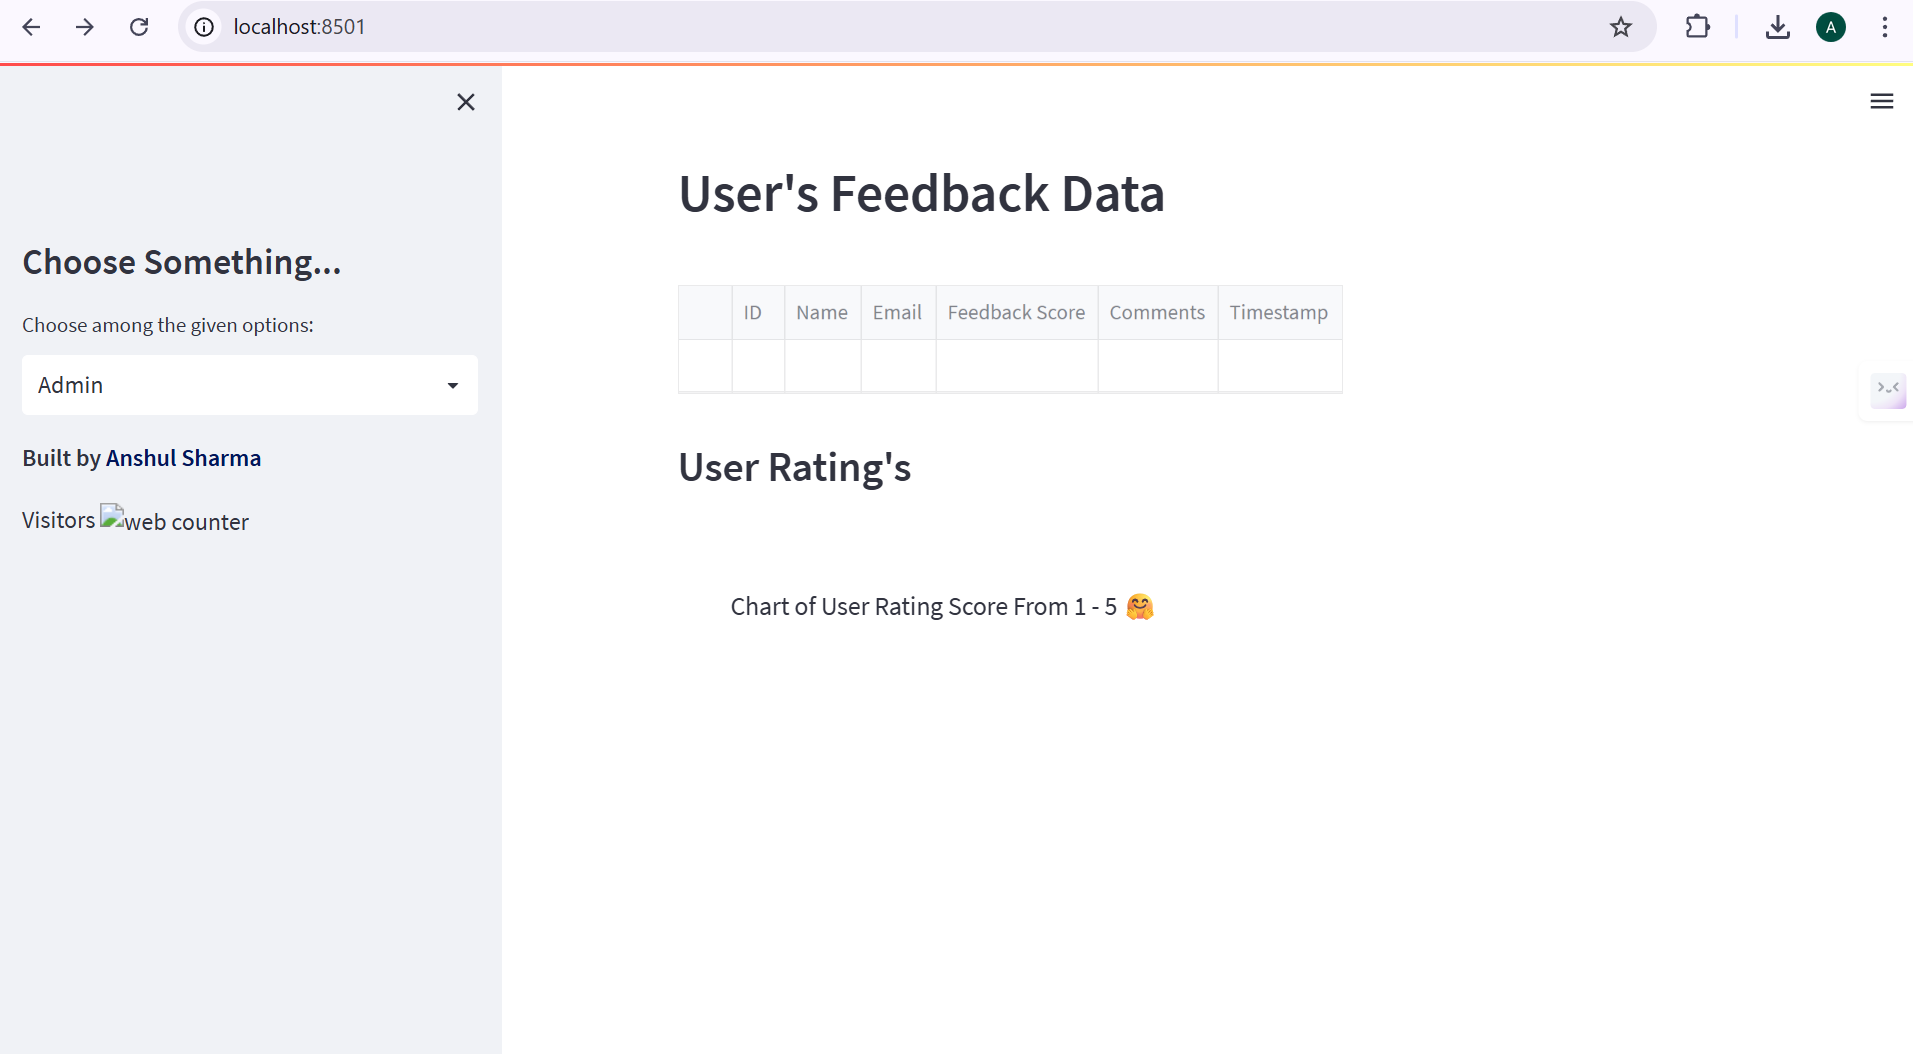 localhost:8501
A
Choose Something...
Choose among the given options:
Admin
Built by Anshul Sharma
Visitors web counter
User's Feedback Data
ID Name Email Feedback Score Comments Timestamp
User Rating's
Chart of User Rating Score From 1 - 5 🤗